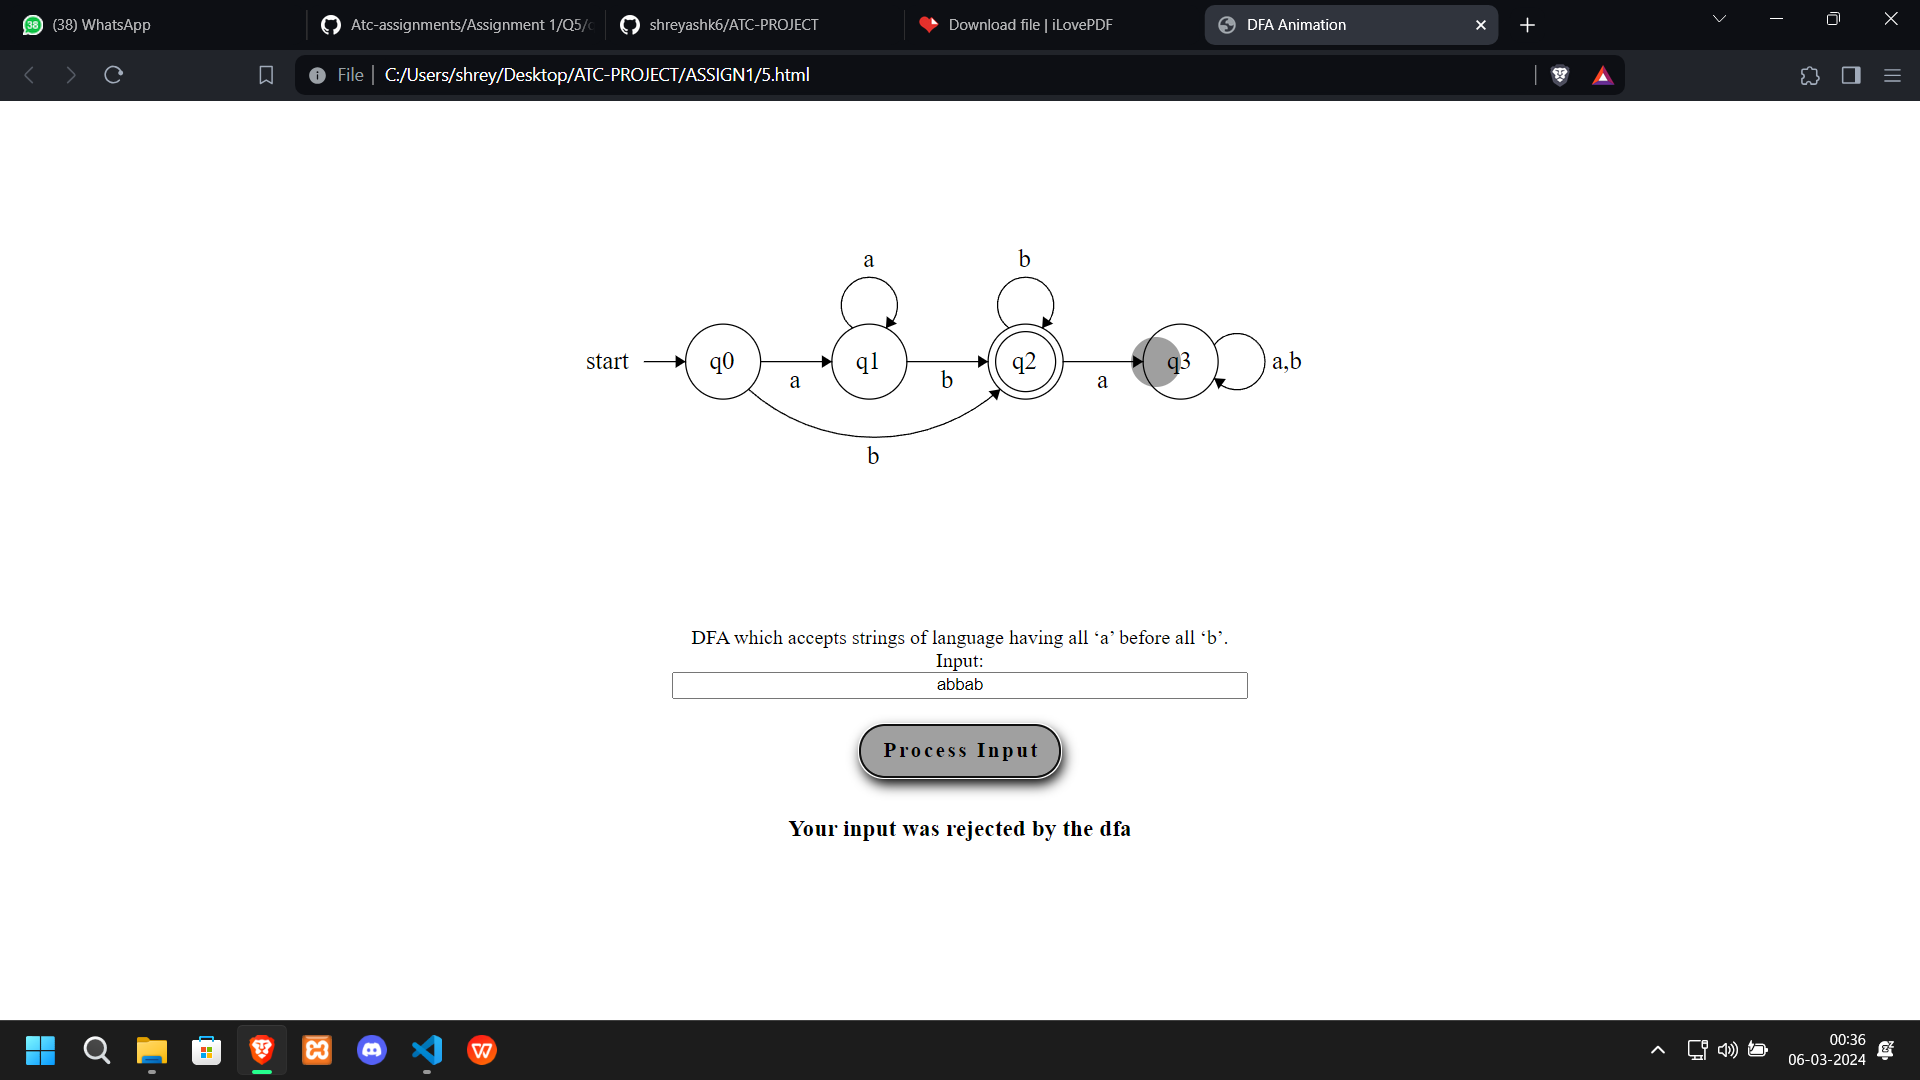 (38) WhatsApp
Atc-assignments/Assignment 1/Q5/
shreyashk6/ATC-PROJECT
Download file | iLovePDF
DFA Animation
File
C:/Users/shrey/Desktop/ATC-PROJECT/ASSIGN1/5.html
a
b
start
q0
q1
q2
q3
a,b
a
b
a
b
DFA which accepts strings of language having all ‘a’ before all ‘b’.
Input:
abbab
Process Input
Your input was rejected by the dfa
00:36
06-03-2024